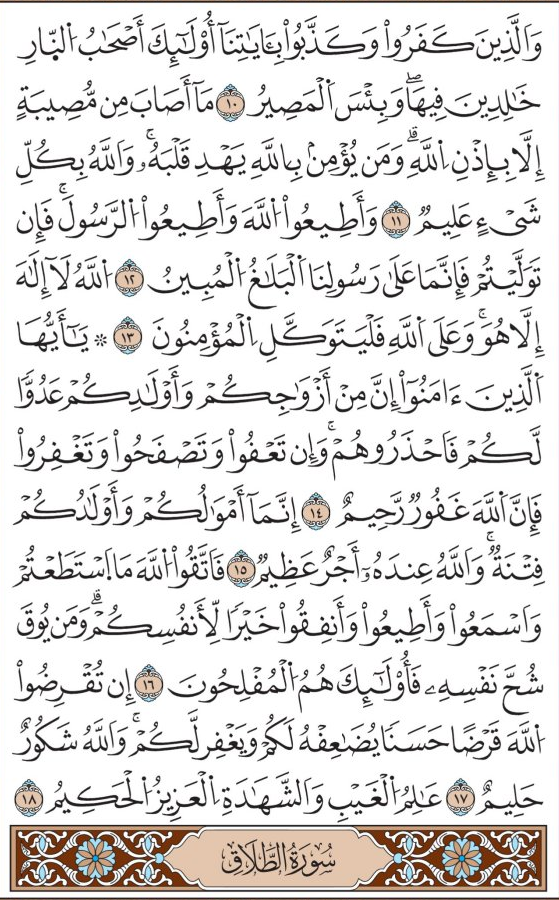 وَٱلَّذِينَ كَفَرُوا۟ وَكَذَّبُوا۟ بِـَٔايَٰتِنَآ أُو۟لَٰٓئِكَ أَصْحَٰبُ ٱلنَّارِ
خَٰلِدِينَ فِيهَا ۖ وَبِئْسَ ٱلْمَصِيرُ ١٠ مَآ أَصَابَ مِن مُّصِيبَةٍ
إِلَّا بِإِذْنِ ٱللَّهِ ۗ وَمَن يُؤْمِنۢ بِٱللَّهِ يَهْدِ قَلْبَهُۥ ۚ وَٱللَّهُ بِكُلِّ
شَىْءٍ عَلِيمٌ ١١ وَأَطِيعُوا۟ ٱللَّهَ وَأَطِيعُوا۟ ٱلرَّسُولَ ۚ فَإِن
تَوَلَّيْتُمْ فَإِنَّمَا عَلَىٰ رَسُولِنَا ٱلْبَلَٰغُ ٱلْمُبِينُ ١٢ ٱللَّهُ لَآ إِلَٰهَ
إِلَّا هُوَ ۚ وَعَلَى ٱللَّهِ فَلْيَتَوَكَّلِ ٱلْمُؤْمِنُونَ ١٣ ۞ يَٰٓأَيُّهَا
ٱلَّذِينَ ءَامَنُوٓا۟ إِنَّ مِنْ أَزْوَٰجِكُمْ وَأَوْلَٰدِكُمْ عَدُوًّا
لَّكُمْ فَٱحْذَرُوهُمْ ۚ وَإِن تَعْفُوا۟ وَتَصْفَحُوا۟ وَتَغْفِرُوا۟
فَإِنَّ ٱللَّهَ غَفُورٌ رَّحِيمٌ ١٤ إِنَّمَآ أَمْوَٰلُكُمْ وَأَوْلَٰدُكُمْ
فِتْنَةٌ ۚ وَٱللَّهُ عِندَهُۥٓ أَجْرٌ عَظِيمٌ ١٥ فَٱتَّقُوا۟ ٱللَّهَ مَا ٱسْتَطَعْتُمْ
وَٱسْمَعُوا۟ وَأَطِيعُوا۟ وَأَنفِقُوا۟ خَيْرًا لِّأَنفُسِكُمْ ۗ وَمَن يُوقَ
شُحَّ نَفْسِهِۦ فَأُو۟لَٰٓئِكَ هُمُ ٱلْمُفْلِحُونَ ١٦ إِن تُقْرِضُوا۟
ٱللَّهَ قَرْضًا حَسَنًا يُضَٰعِفْهُ لَكُمْ وَيَغْفِرْ لَكُمْ ۚ وَٱللَّهُ شَكُورٌ
حَلِيمٌ ١٧ عَٰلِمُ ٱلْغَيْبِ وَٱلشَّهَٰدَةِ ٱلْعَزِيزُ ٱلْحَكِيمُ ١٨
سُورَةُ ٱلطَّلَاقِ